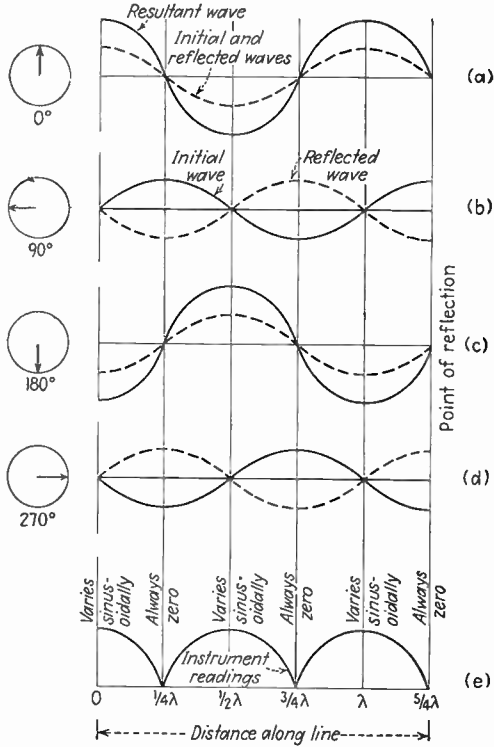 Resultant wave
Initial and
reflected waves
(a)
0°
Initial
wave
Reflected
wave
(b)
90°
(c)
180°
Point of reflection
(d)
270°
Varies
sinus-
oidally
Always
zero
Varies
sinus-
oidally
Always
zero
Varies
sinus-
oidally
Always
zero
Instrument
readings
(e)
0 1/4λ 1/2λ 3/4λ λ 5/4λ
Distance along line